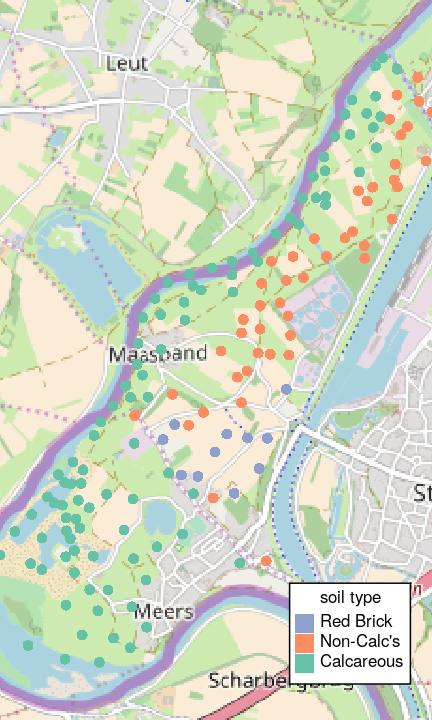 Leut
Maasband
St
Meers
soil type
Red Brick
Non-Calc's
Calcareous
n
Scharbergbrug